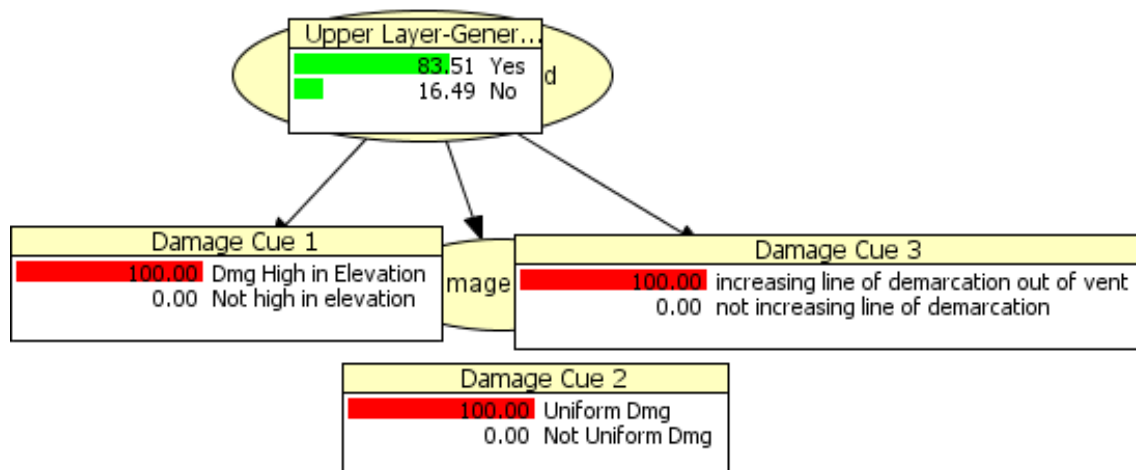 Upper Layer-Gener...
83.51 Yes
16.49 No
d
Damage Cue 1
100.00 Dmg High in Elevation
0.00 Not high in elevation
mage
Damage Cue 3
100.00 increasing line of demarcation out of vent
0.00 not increasing line of demarcation
Damage Cue 2
100.00 Uniform Dmg
0.00 Not Uniform Dmg